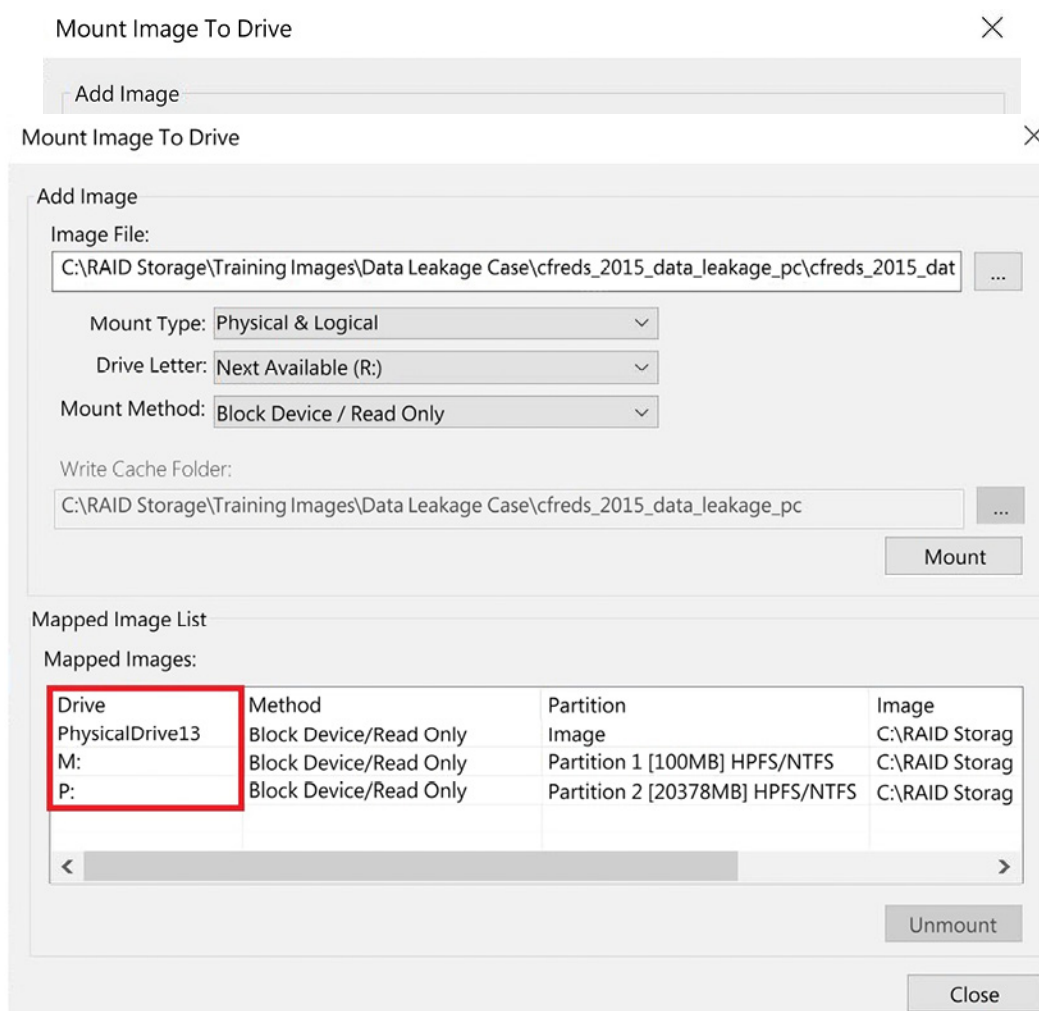 Mount Image To Drive
Add Image
Mount Image To Drive
Add Image
Image File:
C:\RAID Storage\Training Images\Data Leakage Case\cfreds_2015_data_leakage_pc\cfreds_2015_dat
...
Mount Type: Physical & Logical
Drive Letter: Next Available (R:)
Mount Method: Block Device / Read Only
Write Cache Folder:
C:\RAID Storage\Training Images\Data Leakage Case\cfreds_2015_data_leakage_pc
...
Mount
Mapped Image List
Mapped Images:
Drive Method Partition Image
PhysicalDrive13 Block Device/Read Only Image C:\RAID Storag
M: Block Device/Read Only Partition 1 [100MB] HPFS/NTFS C:\RAID Storag
P: Block Device/Read Only Partition 2 [20378MB] HPFS/NTFS C:\RAID Storag
Unmount
Close